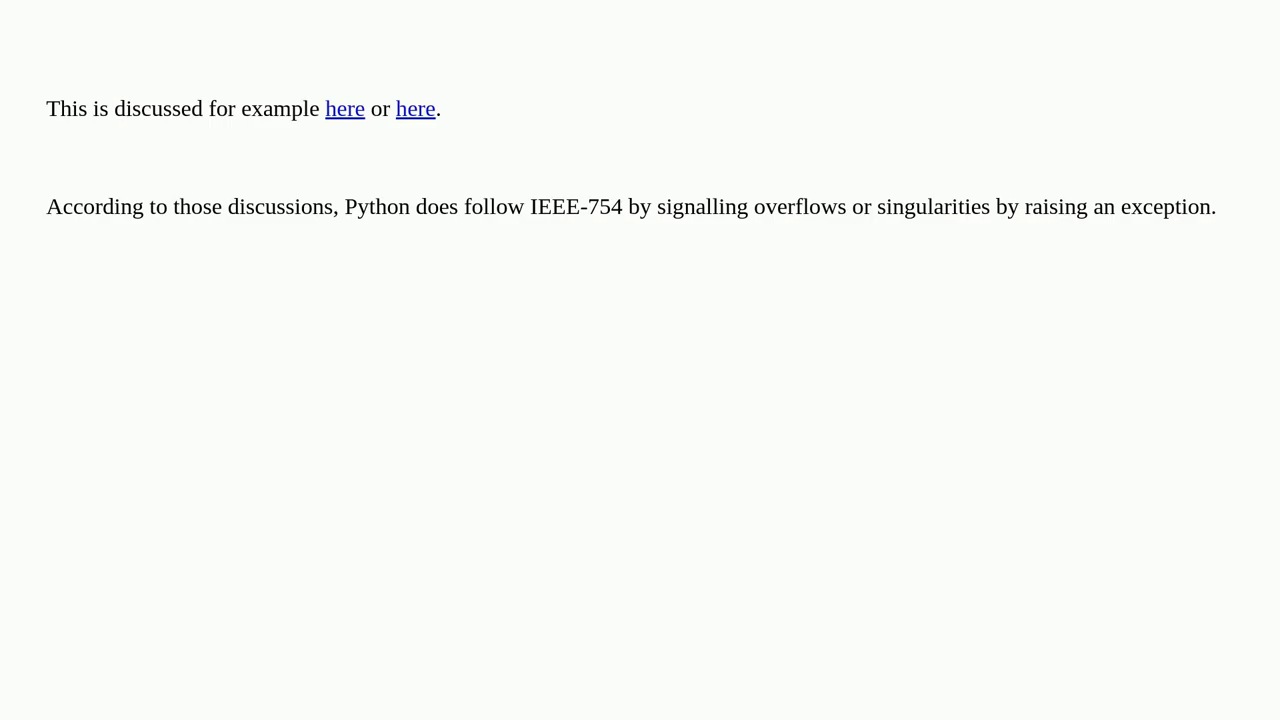 This is discussed for example here or here.
According to those discussions, Python does follow IEEE-754 by signalling overflows or singularities by raising an exception.